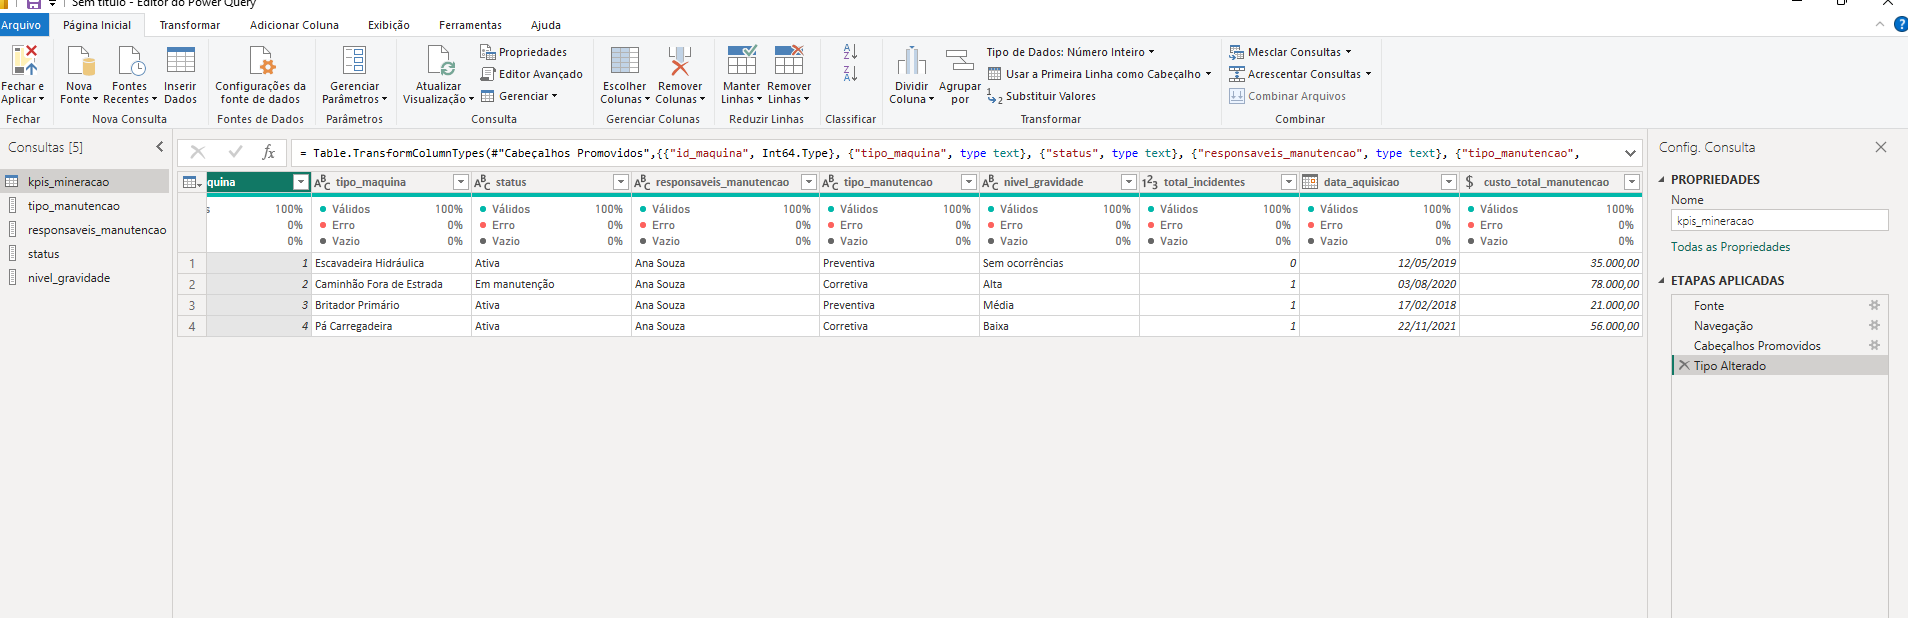 Sem título - Editor do Power Query
Arquivo Página Inicial Transformar Adicionar Coluna Exibição Ferramentas Ajuda
Fechar e Aplicar
Fechar
Nova Fonte
Fontes Recentes
Inserir Dados
Nova Consulta
Configurações da fonte de dados
Fontes de Dados
Gerenciar Parâmetros
Parâmetros
Atualizar Visualização
Propriedades
Editor Avançado
Gerenciar
Consulta
Escolher Colunas
Remover Colunas
Gerenciar Colunas
Manter Linhas
Remover Linhas
Reduzir Linhas
A Z
Z A
Classificar
Dividir Coluna
Agrupar por
Tipo de Dados: Número Inteiro
Usar a Primeira Linha como Cabeçalho
1 2 Substituir Valores
Transformar
Mesclar Consultas
Acrescentar Consultas
Combinar Arquivos
Combinar
?
Consultas [5]
kpis_mineracao
tipo_manutencao
responsaveis_manutencao
status
nivel_gravidade
fx = Table.TransformColumnTypes(#"Cabeçalhos Promovidos",{{"id_maquina", Int64.Type}, {"tipo_maquina", type text}, {"status", type text}, {"responsaveis_manutencao", type text}, {"tipo_manutencao",
quina ABC tipo_maquina ABC status ABC responsaveis_manutencao ABC tipo_manutencao ABC nivel_gravidade 123 total_incidentes data_aquisicao $ custo_total_manutencao
s 100% Válidos 100% Válidos 100% Válidos 100% Válidos 100% Válidos 100% Válidos 100% Válidos 100% Válidos 100%
0% Erro 0% Erro 0% Erro 0% Erro 0% Erro 0% Erro 0% Erro 0% Erro 0%
0% Vazio 0% Vazio 0% Vazio 0% Vazio 0% Vazio 0% Vazio 0% Vazio 0% Vazio 0%
1 1 Escavadeira Hidráulica Ativa Ana Souza Preventiva Sem ocorrências 0 12/05/2019 35.000,00
2 2 Caminhão Fora de Estrada Em manutenção Ana Souza Corretiva Alta 1 03/08/2020 78.000,00
3 3 Britador Primário Ativa Ana Souza Preventiva Média 1 17/02/2018 21.000,00
4 4 Pá Carregadeira Ativa Ana Souza Corretiva Baixa 1 22/11/2021 56.000,00
Config. Consulta
PROPRIEDADES
Nome
kpis_mineracao
Todas as Propriedades
ETAPAS APLICADAS
Fonte
Navegação
Cabeçalhos Promovidos
Tipo Alterado